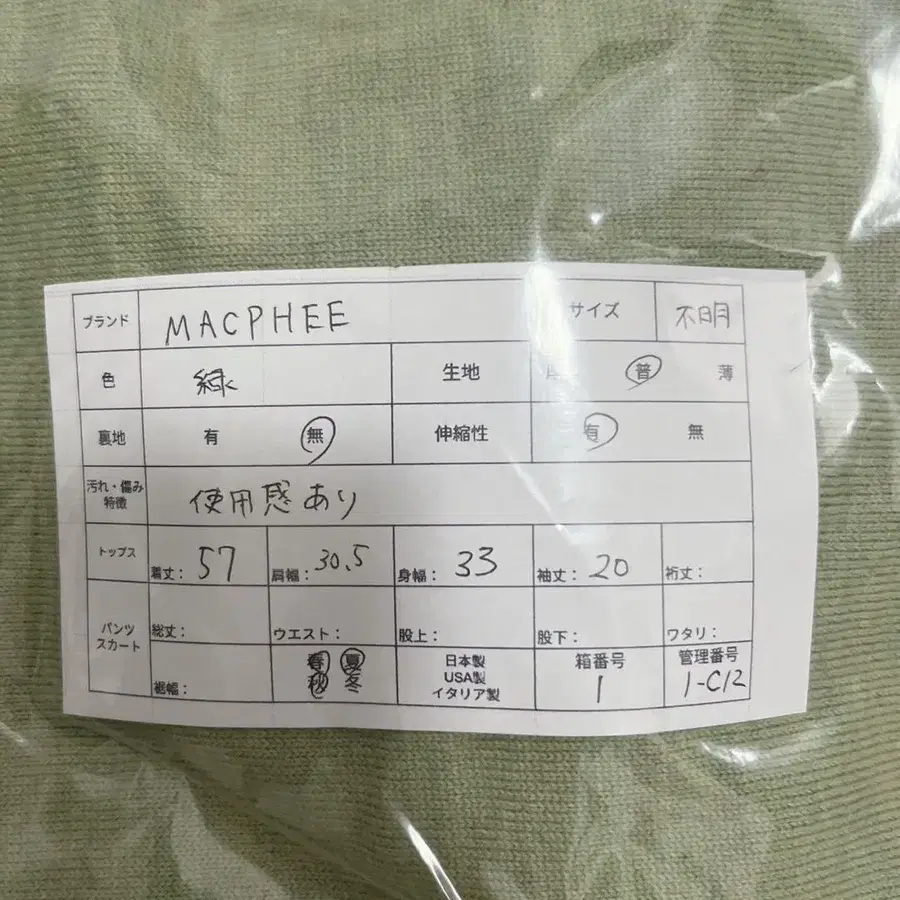 ブランド MACPHEE サイズ 不明
色 緑 生地 普 薄
裏地 有 無 伸縮性 有 無
汚れ・傷み
特徴 使用感あり
トップス 着丈: 57 肩幅: 30.5 身幅: 33 袖丈: 20 裄丈:
パンツ
スカート 総丈: ウエスト: 股上: 股下: ワタリ:
裾幅: 春 夏 秋 冬 日本製 USA製 イタリア製 箱番号 1 管理番号 1-C12